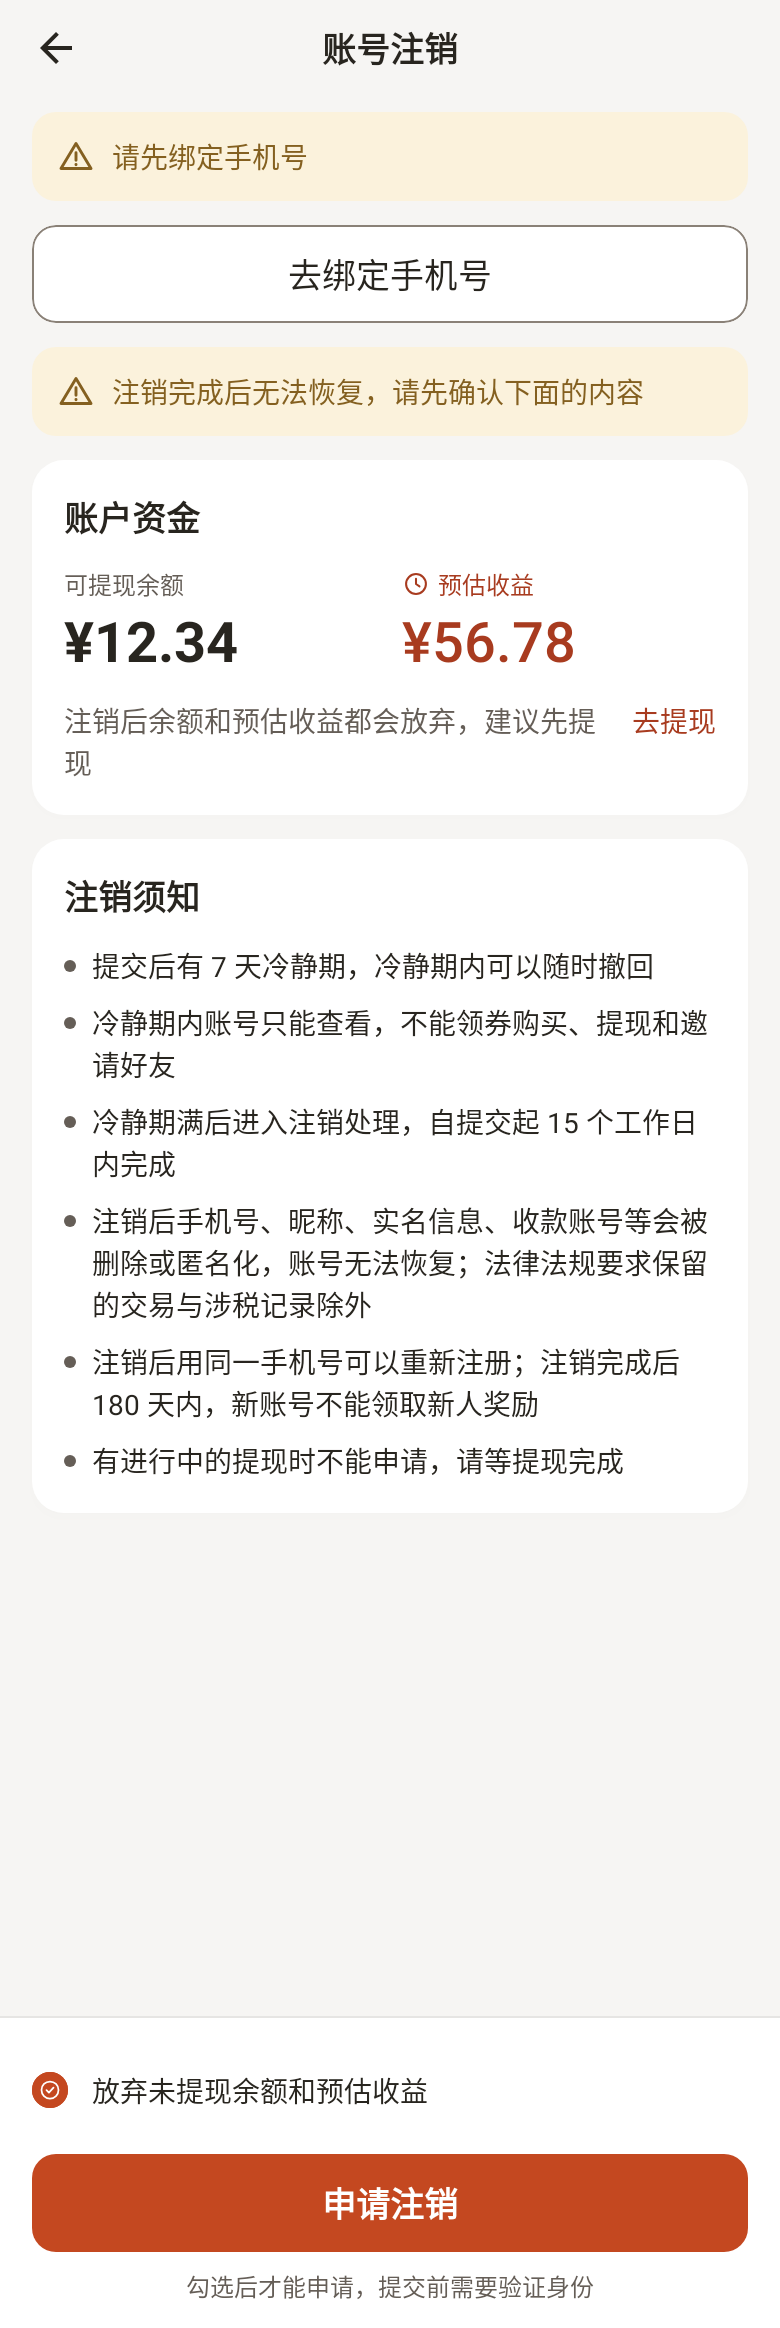 账号注销
请先绑定手机号
去绑定手机号
注销完成后无法恢复，请先确认下面的内容
账户资金
可提现余额
预估收益
¥12.34
¥56.78
注销后余额和预估收益都会放弃，建议先提
现
去提现
注销须知
提交后有 7 天冷静期，冷静期内可以随时撤回
冷静期内账号只能查看，不能领券购买、提现和邀
请好友
冷静期满后进入注销处理，自提交起 15 个工作日
内完成
注销后手机号、昵称、实名信息、收款账号等会被
删除或匿名化，账号无法恢复；法律法规要求保留
的交易与涉税记录除外
注销后用同一手机号可以重新注册；注销完成后
180 天内，新账号不能领取新人奖励
有进行中的提现时不能申请，请等提现完成
放弃未提现余额和预估收益
申请注销
勾选后才能申请，提交前需要验证身份